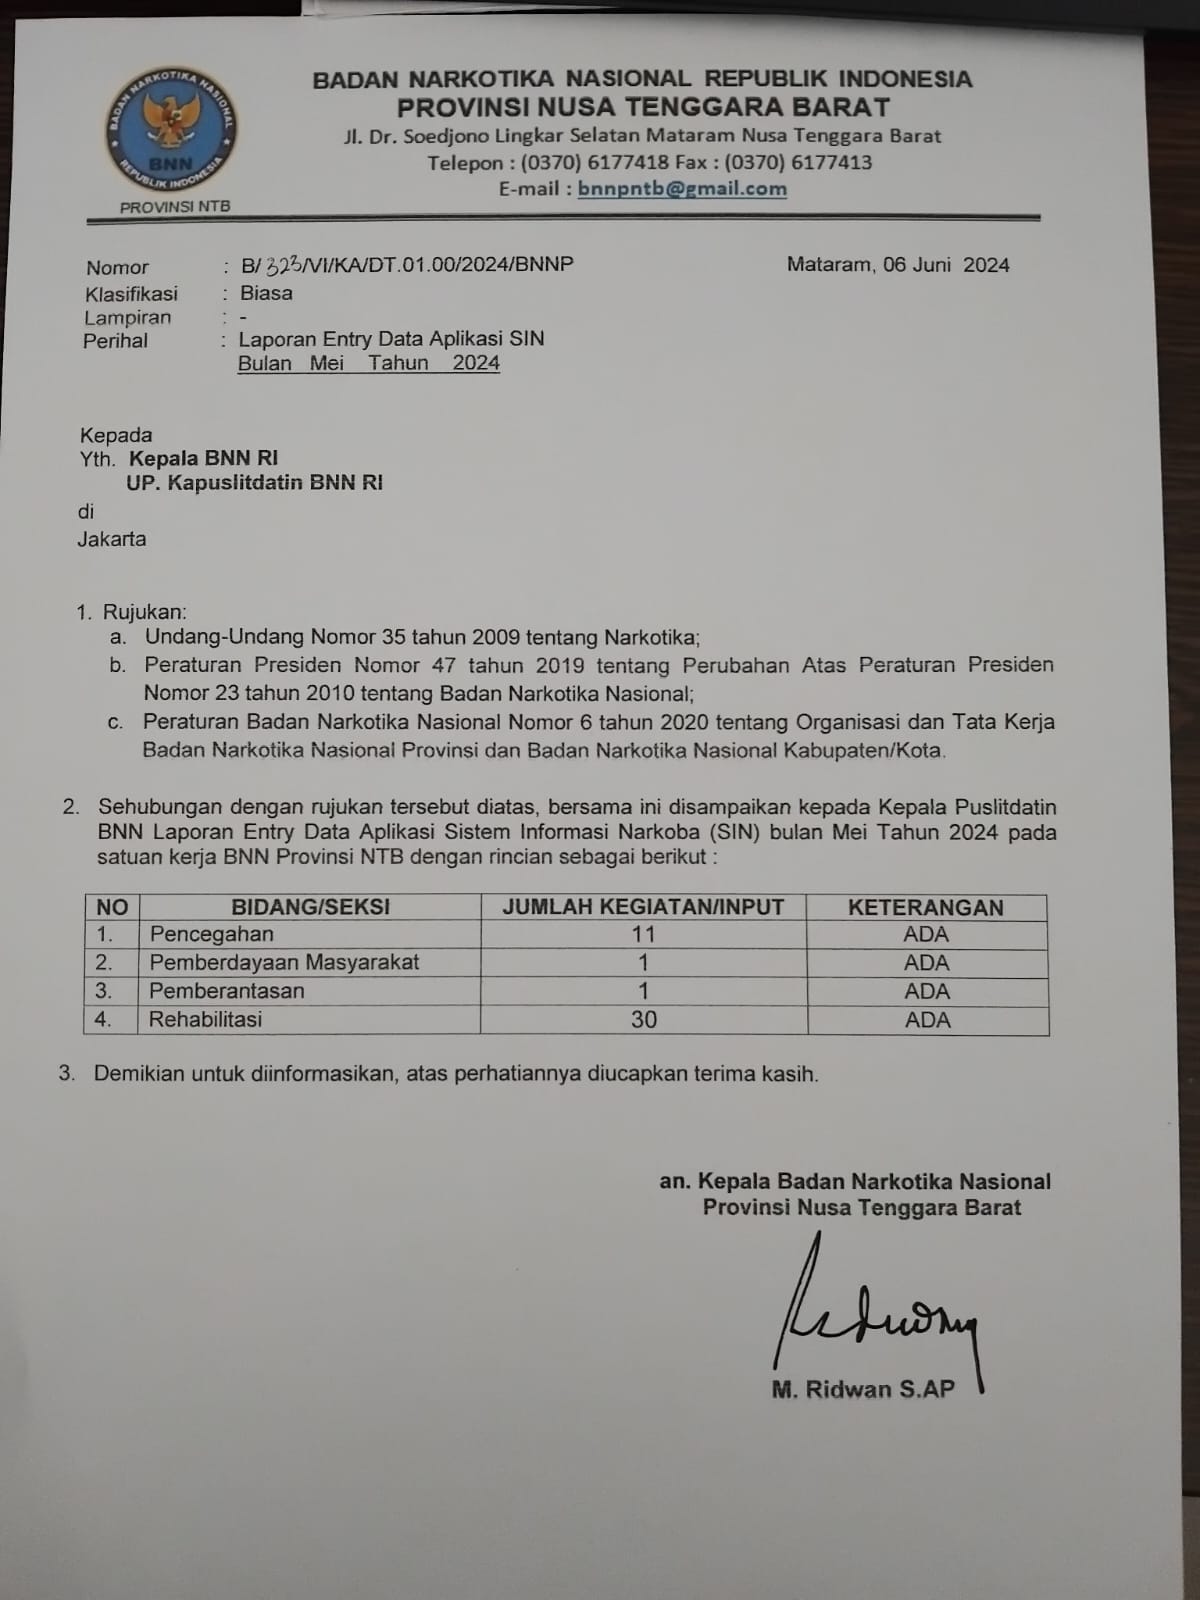 BADAN NARKOTIKA NASIONAL
BNN
REPUBLIK INDONESIA
PROVINSI NTB
BADAN NARKOTIKA NASIONAL REPUBLIK INDONESIA
PROVINSI NUSA TENGGARA BARAT
Jl. Dr. Soedjono Lingkar Selatan Mataram Nusa Tenggara Barat
Telepon : (0370) 6177418 Fax : (0370) 6177413
E-mail : bnnpntb@gmail.com
Nomor : B/323/VI/KA/DT.01.00/2024/BNNP Mataram, 06 Juni 2024
Klasifikasi : Biasa
Lampiran : -
Perihal : Laporan Entry Data Aplikasi SIN
Bulan Mei Tahun 2024
Kepada
Yth. Kepala BNN RI
UP. Kapuslitdatin BNN RI
di
Jakarta
1. Rujukan:
a. Undang-Undang Nomor 35 tahun 2009 tentang Narkotika;
b. Peraturan Presiden Nomor 47 tahun 2019 tentang Perubahan Atas Peraturan Presiden
Nomor 23 tahun 2010 tentang Badan Narkotika Nasional;
c. Peraturan Badan Narkotika Nasional Nomor 6 tahun 2020 tentang Organisasi dan Tata Kerja
Badan Narkotika Nasional Provinsi dan Badan Narkotika Nasional Kabupaten/Kota.
2. Sehubungan dengan rujukan tersebut diatas, bersama ini disampaikan kepada Kepala Puslitdatin
BNN Laporan Entry Data Aplikasi Sistem Informasi Narkoba (SIN) bulan Mei Tahun 2024 pada
satuan kerja BNN Provinsi NTB dengan rincian sebagai berikut :
NO BIDANG/SEKSI JUMLAH KEGIATAN/INPUT KETERANGAN
1. Pencegahan 11 ADA
2. Pemberdayaan Masyarakat 1 ADA
3. Pemberantasan 1 ADA
4. Rehabilitasi 30 ADA
3. Demikian untuk diinformasikan, atas perhatiannya diucapkan terima kasih.
an. Kepala Badan Narkotika Nasional
Provinsi Nusa Tenggara Barat
M. Ridwan S.AP